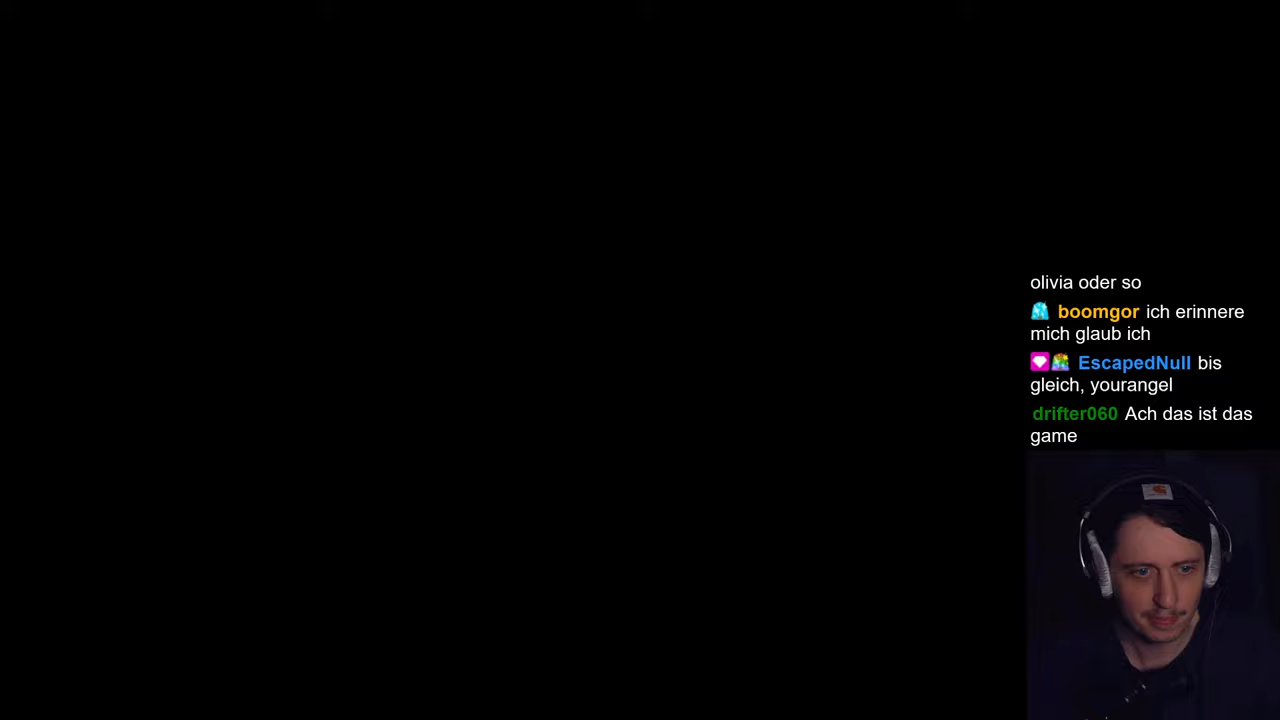 olivia oder so
boomgor ich erinnere
mich glaub ich
EscapedNull bis
gleich, yourangel
drifter060 Ach das ist das
game